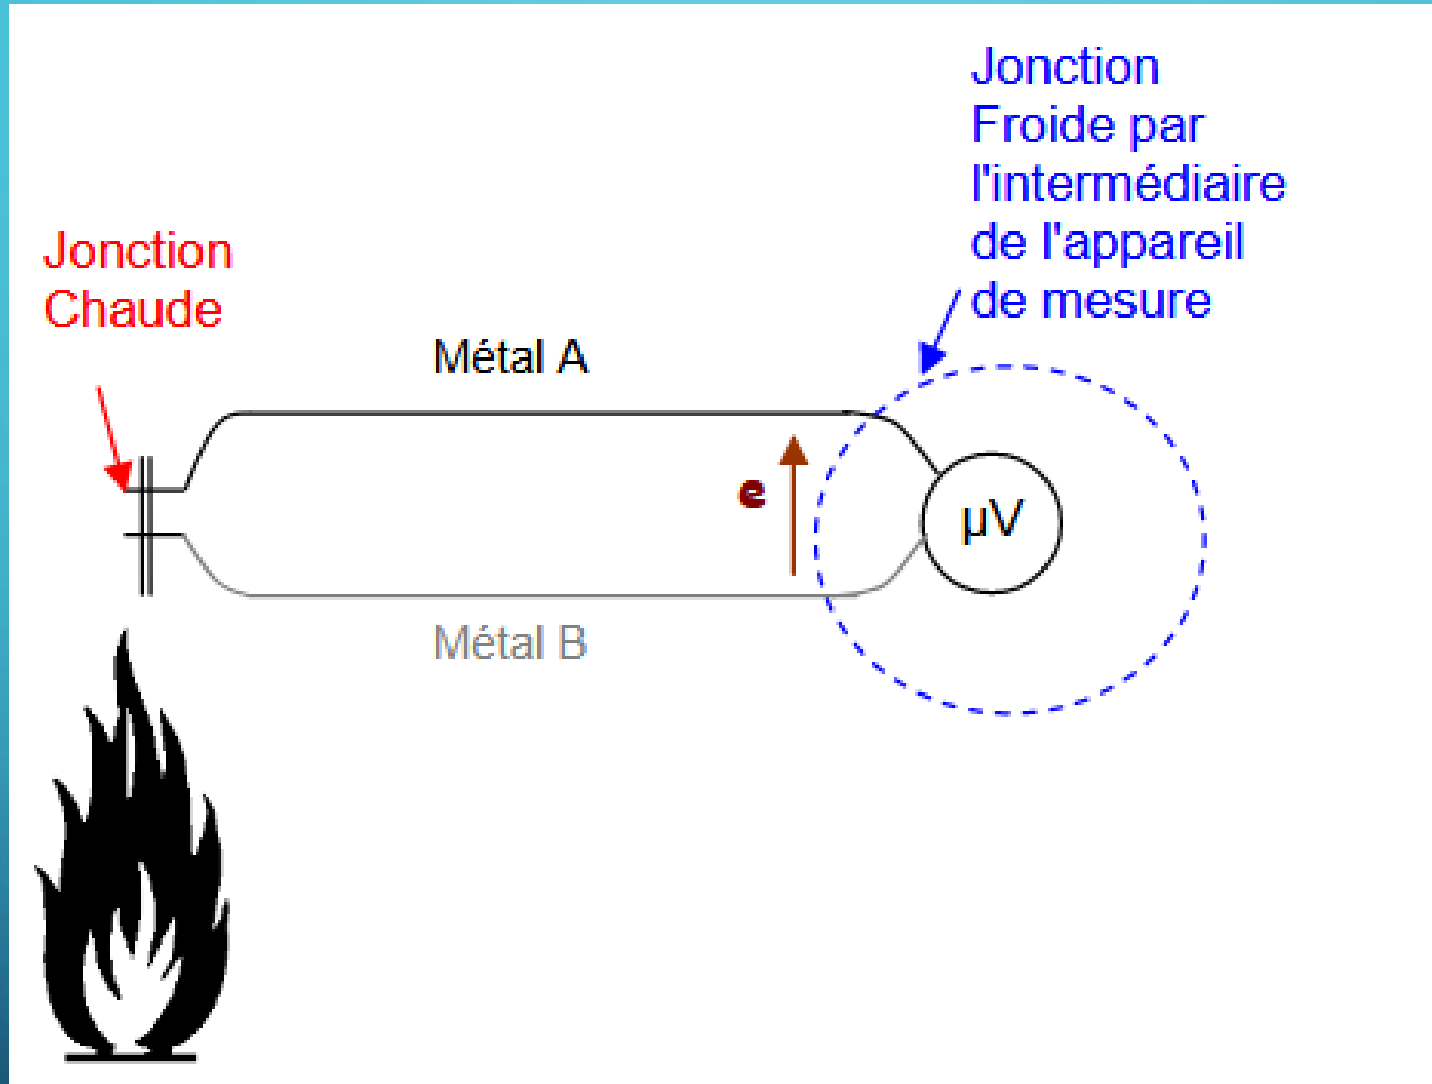 Jonction
Froide par
l'intermédiaire
de l'appareil
de mesure
Jonction
Chaude
Métal A
e
µV
Métal B